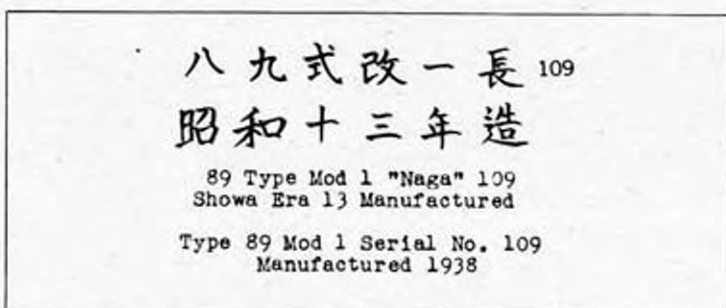 八九式改一長 109
昭和十三年造
89 Type Mod 1 "Naga" 109
Showa Era 13 Manufactured
Type 89 Mod 1 Serial No. 109
Manufactured 1938